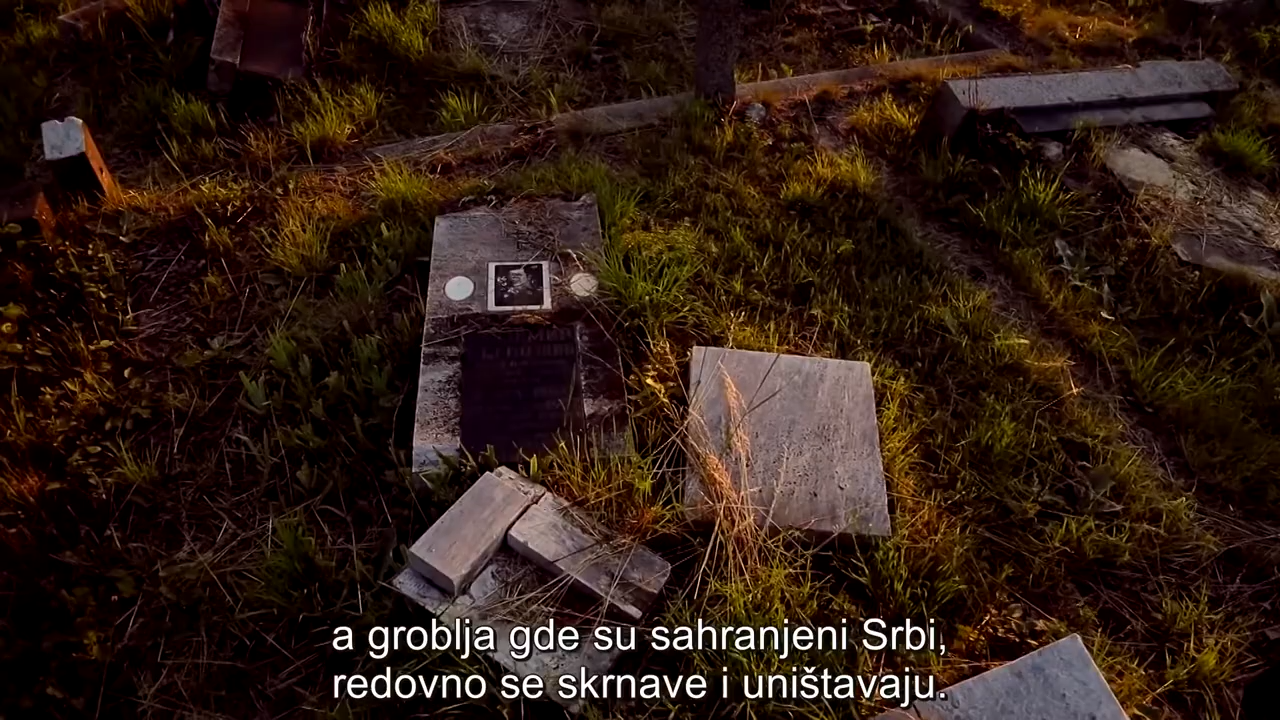 a groblja gde su sahranjeni Srbi,
redovno se skrnave i uništavaju.